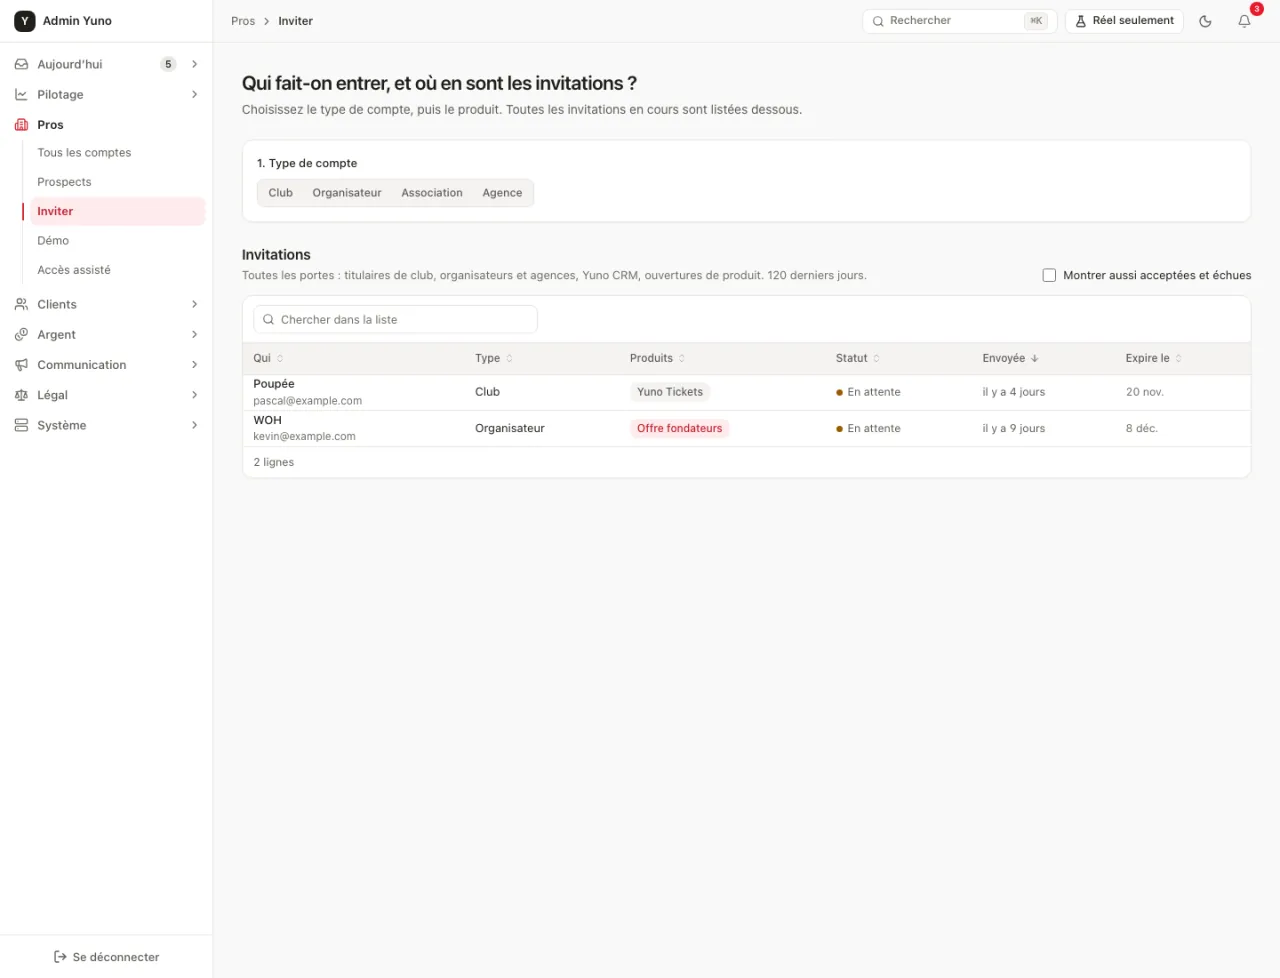 Y Admin Yuno
Pros > Inviter
Rechercher ⌘K
Réel seulement
3
Aujourd'hui 5
Pilotage
Pros
Tous les comptes
Prospects
Inviter
Démo
Accès assisté
Clients
Argent
Communication
Légal
Système
Se déconnecter
Qui fait-on entrer, et où en sont les invitations ?
Choisissez le type de compte, puis le produit. Toutes les invitations en cours sont listées dessous.
1. Type de compte
Club Organisateur Association Agence
Invitations
Toutes les portes : titulaires de club, organisateurs et agences, Yuno CRM, ouvertures de produit. 120 derniers jours.
Montrer aussi acceptées et échues
Chercher dans la liste
Qui Type Produits Statut Envoyée Expire le
Poupée
pascal@example.com
Club Yuno Tickets En attente il y a 4 jours 20 nov.
WOH
kevin@example.com
Organisateur Offre fondateurs En attente il y a 9 jours 8 déc.
2 lignes